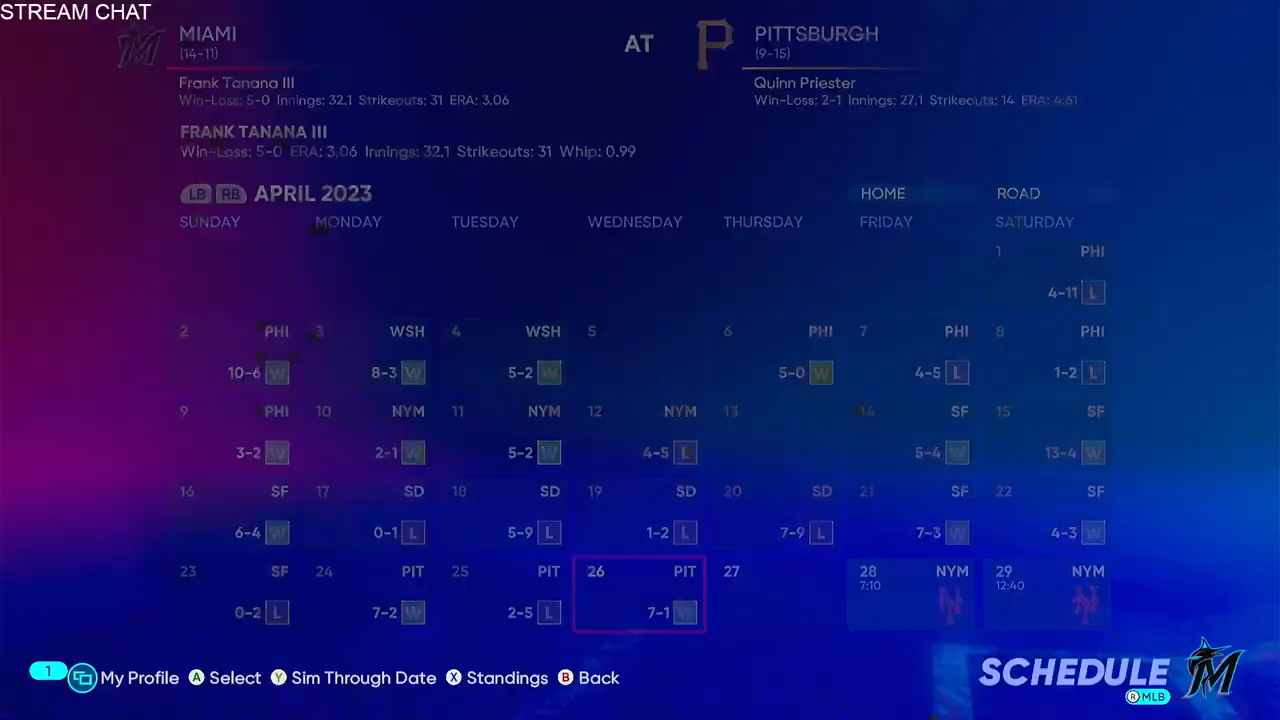 STREAM CHAT
MIAMI
(14-11)
Frank Tanana III
Win-Loss: 5-0 Innings: 32.1 Strikeouts: 31 ERA: 3.06
AT
PITTSBURGH
(9-15)
Quinn Priester
Win-Loss: 2-1 Innings: 27.1 Strikeouts: 14 ERA: 4.61
FRANK TANANA III
Win-Loss: 5-0 ERA: 3.06 Innings: 32.1 Strikeouts: 31 Whip: 0.99
LB RB APRIL 2023 HOME ROAD
SUNDAY MONDAY TUESDAY WEDNESDAY THURSDAY FRIDAY SATURDAY
1 PHI
4-11 L
2 PHI 3 WSH 4 WSH 5 6 PHI 7 PHI 8 PHI
10-6 W 8-3 W 5-2 W 5-0 W 4-5 L 1-2 L
9 PHI 10 NYM 11 NYM 12 NYM 13 14 SF 15 SF
3-2 W 2-1 W 5-2 W 4-5 L 5-4 W 13-4 W
16 SF 17 SD 18 SD 19 SD 20 SD 21 SF 22 SF
6-4 W 0-1 L 5-9 L 1-2 L 7-9 L 7-3 W 4-3 W
23 SF 24 PIT 25 PIT 26 PIT 27 28 NYM 29 NYM
7:10 12:40
0-2 L 7-2 W 2-5 L 7-1 W
1 My Profile A Select Y Sim Through Date X Standings B Back
SCHEDULE M
R MLB